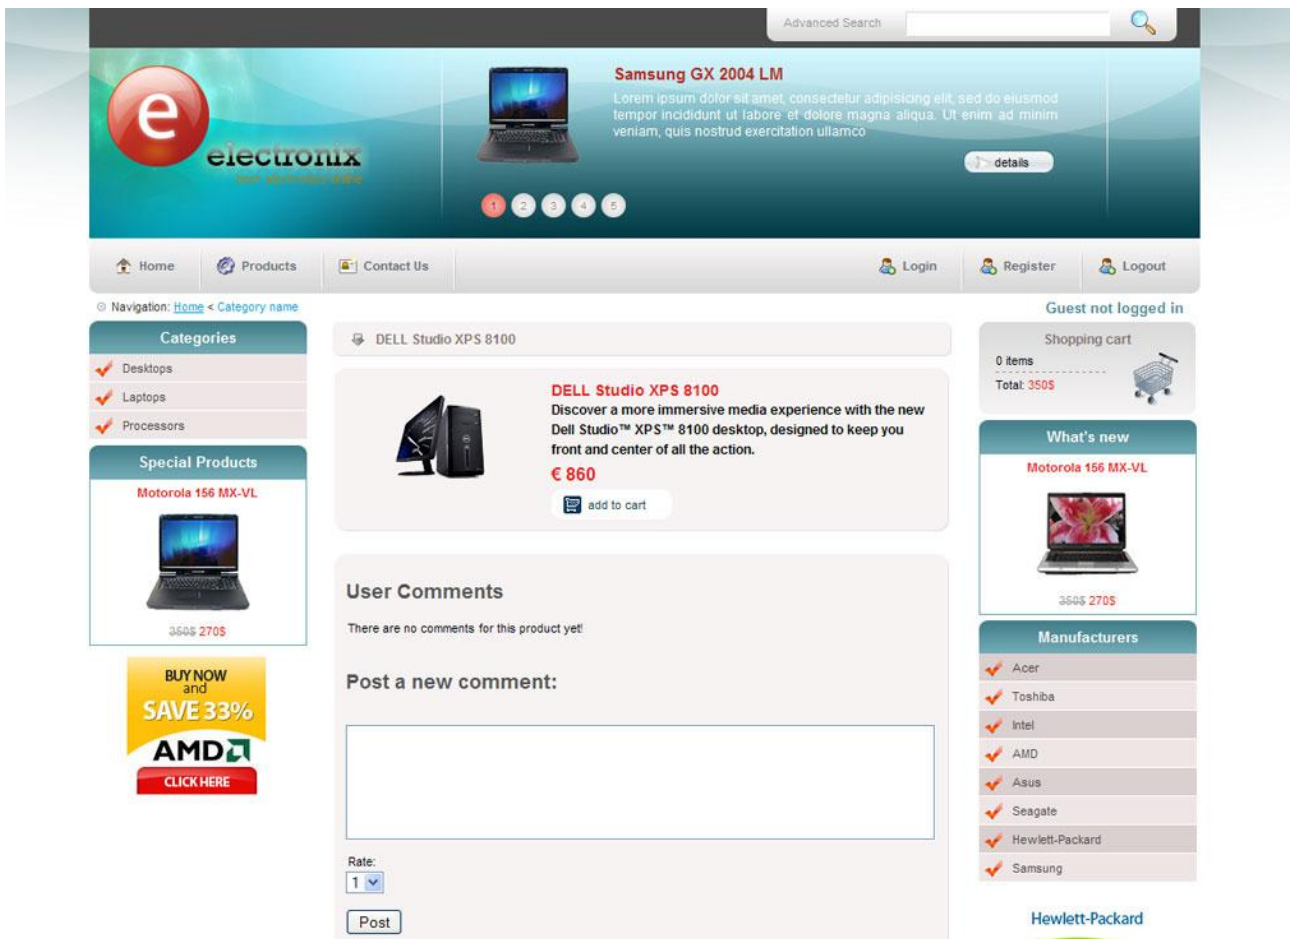 Advanced Search
e
electronix
Samsung GX 2004 LM
Lorem ipsum dolor sit amet, consectetur adipisicing elit, sed do eiusmod
tempor incididunt ut labore et dolore magna aliqua. Ut enim ad minim
veniam, quis nostrud exercitation ullamco
details
1 2 3 4 5
Home Products Contact Us Login Register Logout
Navigation: Home < Category name
Guest not logged in
Categories
Desktops
Laptops
Processors
Special Products
Motorola 156 MX-VL
350$ 270$
BUY NOW
and
SAVE 33%
AMD
CLICK HERE
DELL Studio XPS 8100
DELL Studio XPS 8100
Discover a more immersive media experience with the new
Dell Studio™ XPS™ 8100 desktop, designed to keep you
front and center of all the action.
€ 860
add to cart
User Comments
There are no comments for this product yet!
Post a new comment:
Rate:
1
Post
Shopping cart
0 items
Total: 350$
What's new
Motorola 156 MX-VL
350$ 270$
Manufacturers
Acer
Toshiba
Intel
AMD
Asus
Seagate
Hewlett-Packard
Samsung
Hewlett-Packard